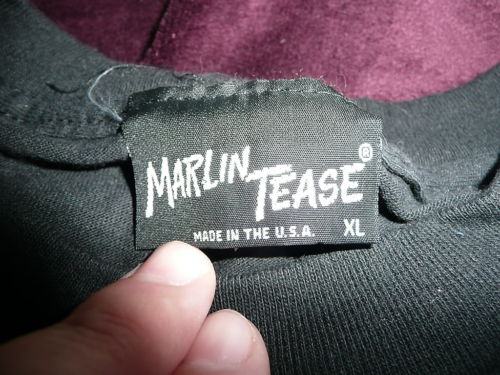 MARLIN
TEASE®
MADE IN THE U.S.A. XL